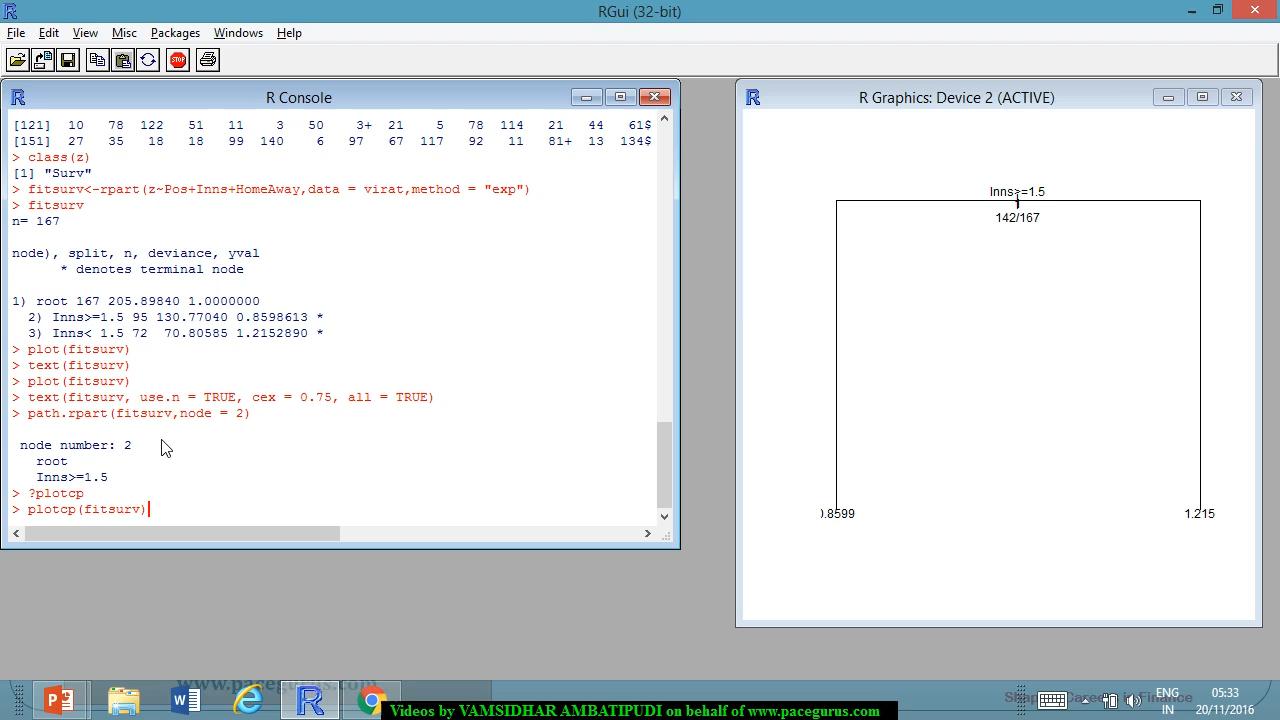 RGui (32-bit)
File Edit View Misc Packages Windows Help
STOP
R Console
[121] 10 78 122 51 11 3 50 3+ 21 5 78 114 21 44 61$
[151] 27 35 18 18 99 140 6 97 67 117 92 11 81+ 13 134$
> class(z)
[1] "Surv"
> fitsurv<-rpart(z~Pos+Inns+HomeAway,data = virat,method = "exp")
> fitsurv
n= 167
node), split, n, deviance, yval
* denotes terminal node
1) root 167 205.89840 1.0000000
2) Inns>=1.5 95 130.77040 0.8598613 *
3) Inns< 1.5 72 70.80585 1.2152890 *
> plot(fitsurv)
> text(fitsurv)
> plot(fitsurv)
> text(fitsurv, use.n = TRUE, cex = 0.75, all = TRUE)
> path.rpart(fitsurv,node = 2)
node number: 2
root
Inns>=1.5
> ?plotcp
> plotcp(fitsurv)
R Graphics: Device 2 (ACTIVE)
Inns>=1.5
142/167
0.8599
1.215
www.pacegurus.com
ENG
IN
05:33
20/11/2016
Videos by VAMSIDHAR AMBATIPUDI on behalf of www.pacegurus.com